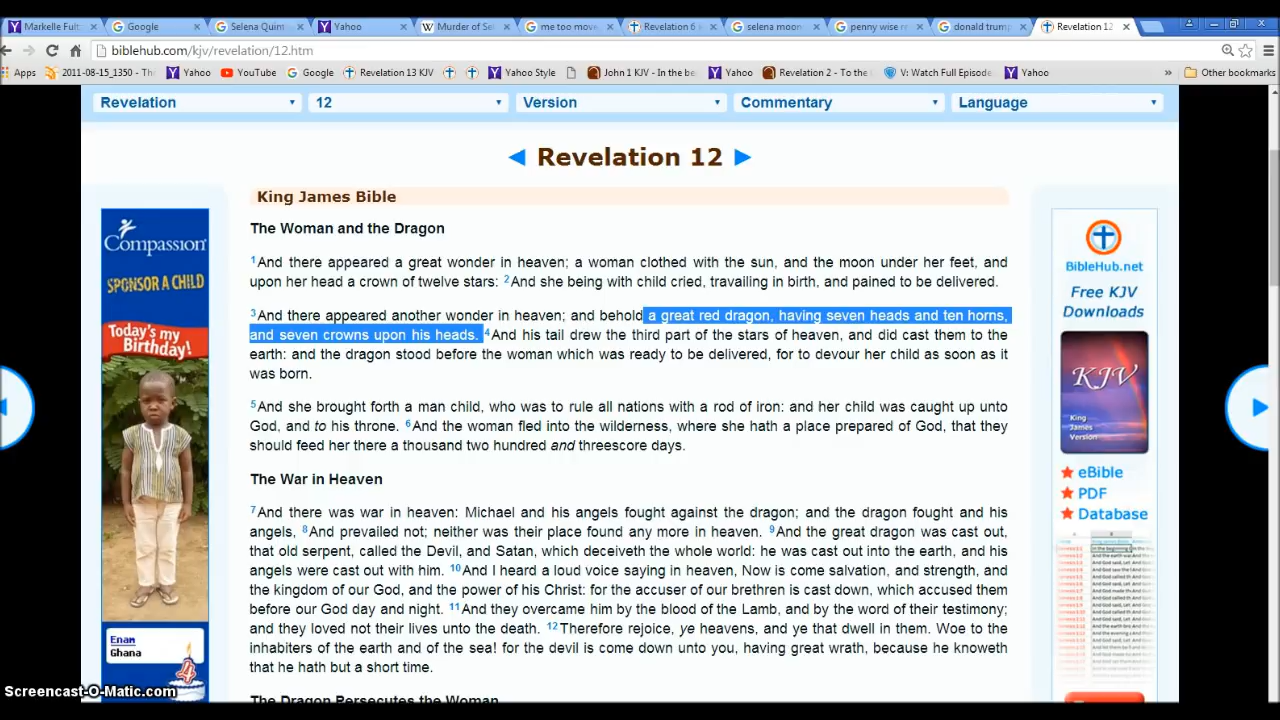 Markelle Fult:
Google
Selena Quint
Yahoo
Murder of Se
me too move
Revelation 6
selena moon
penny wise re
donald trump
Revelation 12
biblehub.com/kjv/revelation/12.htm
Apps
2011-08-15_1350 - Th
Yahoo
YouTube
Google
Revelation 13 KJV
Yahoo Style
John 1 KJV - In the be
Yahoo
Revelation 2 - To the
V: Watch Full Episode
Yahoo
»
Other bookmarks
Revelation
12
Version
Commentary
Language
Revelation 12
King James Bible
The Woman and the Dragon
1And there appeared a great wonder in heaven; a woman clothed with the sun, and the moon under her feet, and
upon her head a crown of twelve stars: 2And she being with child cried, travailing in birth, and pained to be delivered.
3And there appeared another wonder in heaven; and behold a great red dragon, having seven heads and ten horns,
and seven crowns upon his heads. 4And his tail drew the third part of the stars of heaven, and did cast them to the
earth: and the dragon stood before the woman which was ready to be delivered, for to devour her child as soon as it
was born.
5And she brought forth a man child, who was to rule all nations with a rod of iron: and her child was caught up unto
God, and to his throne. 6And the woman fled into the wilderness, where she hath a place prepared of God, that they
should feed her there a thousand two hundred and threescore days.
The War in Heaven
7And there was war in heaven: Michael and his angels fought against the dragon; and the dragon fought and his
angels, 8And prevailed not; neither was their place found any more in heaven. 9And the great dragon was cast out,
that old serpent, called the Devil, and Satan, which deceiveth the whole world: he was cast out into the earth, and his
angels were cast out with him. 10And I heard a loud voice saying in heaven, Now is come salvation, and strength, and
the kingdom of our God, and the power of his Christ: for the accuser of our brethren is cast down, which accused them
before our God day and night. 11And they overcame him by the blood of the Lamb, and by the word of their testimony;
and they loved not their lives unto the death. 12Therefore rejoice, ye heavens, and ye that dwell in them. Woe to the
inhabiters of the earth and of the sea! for the devil is come down unto you, having great wrath, because he knoweth
that he hath but a short time.
The Dragon Persecutes the Woman
Compassion
SPONSOR A CHILD
Today's my
Birthday!
Enan
Ghana
BibleHub.net
Free KJV
Downloads
KJV
King
James
Version
eBible
PDF
Database
Screencast-O-Matic.com